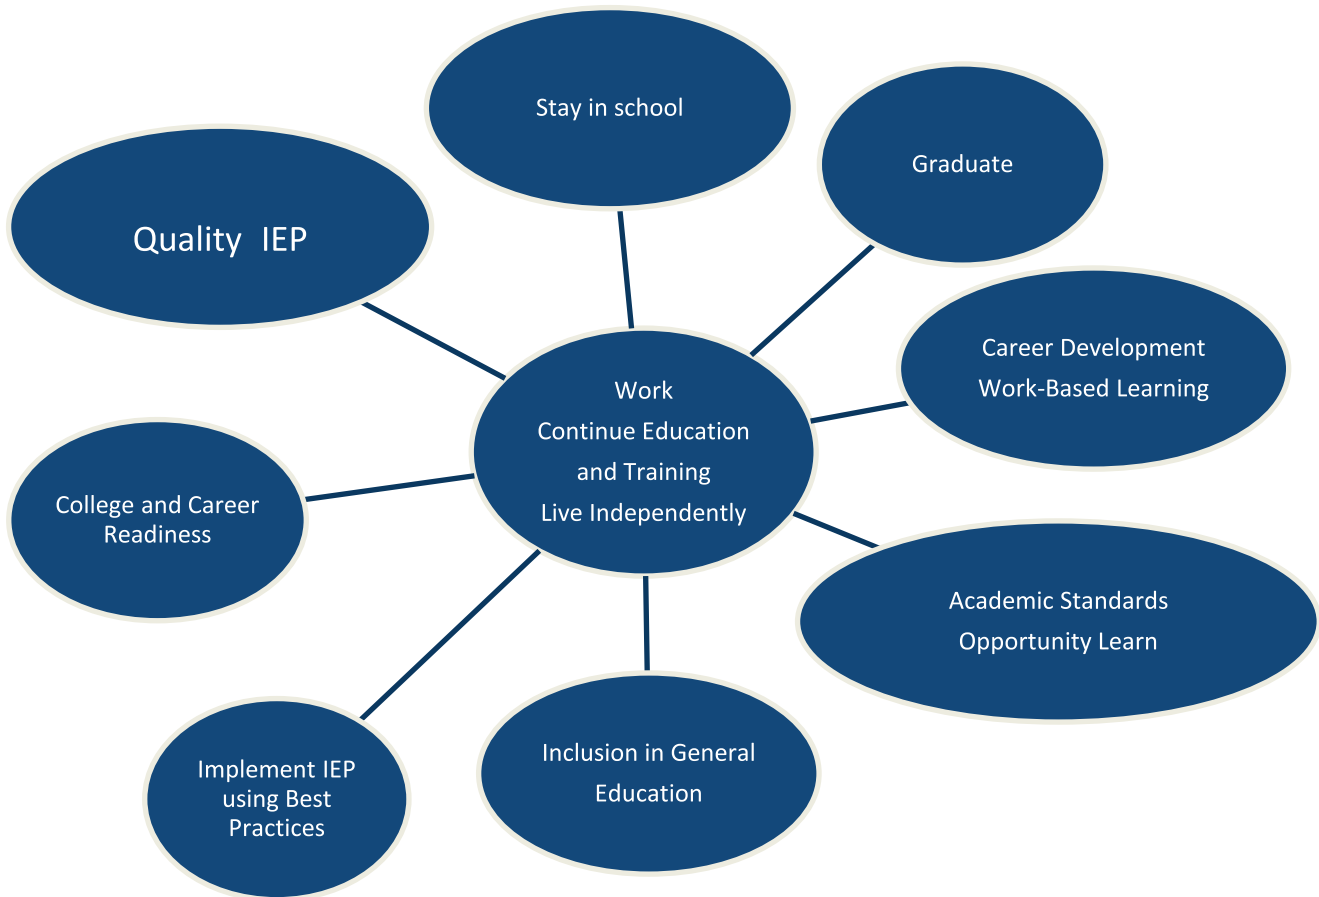 Stay in school
Graduate
Quality  IEP
Career Development
Work-Based Learning
Work
Continue Education
and Training
Live Independently
College and Career
Readiness
Academic Standards
Opportunity Learn
Inclusion in General
Education
Implement IEP
using Best
Practices